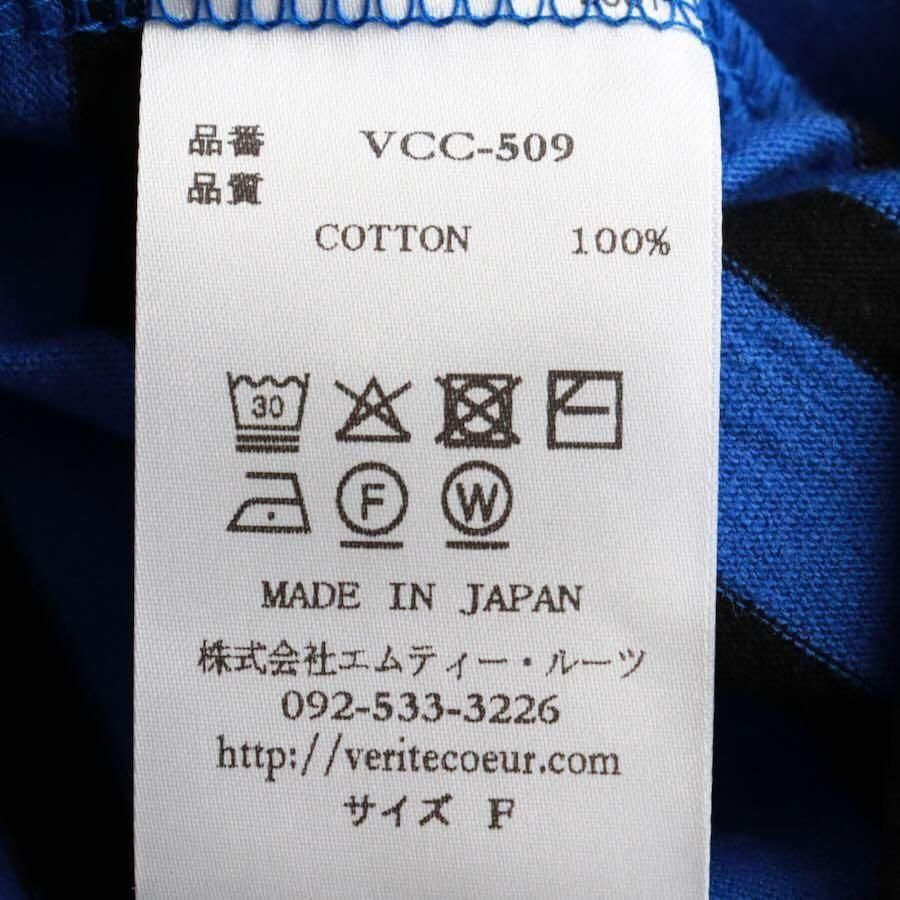 品番 VCC-509
品質
COTTON 100%
30
F W
MADE IN JAPAN
株式会社エムティー・ルーツ
092-533-3226
http://veritecoeur.com
サイズ F